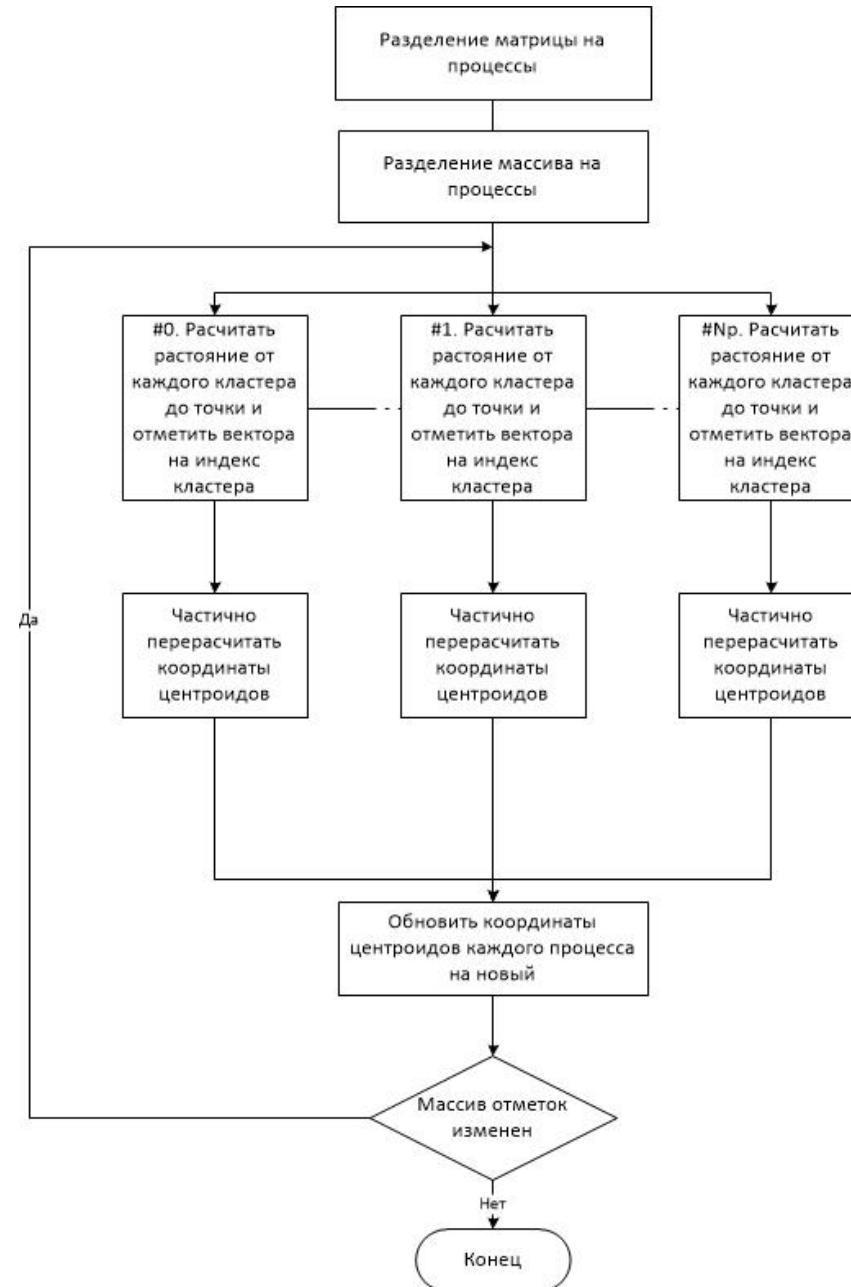 Разделение матрицы на
процессы
Разделение массива на
процессы
#0. Расчитать
растояние от
каждого кластера
до точки и
отметить вектора
на индекс
кластера
#1. Расчитать
растояние от
каждого кластера
до точки и
отметить вектора
на индекс
кластера
#Np. Расчитать
растояние от
каждого кластера
до точки и
отметить вектора
на индекс
кластера
Да
Частично
перерасчитать
координаты
центроидов
Частично
перерасчитать
координаты
центроидов
Частично
перерасчитать
координаты
центроидов
Обновить координаты
центроидов каждого процесса
на новый
Массив отметок
изменен
Нет
Конец